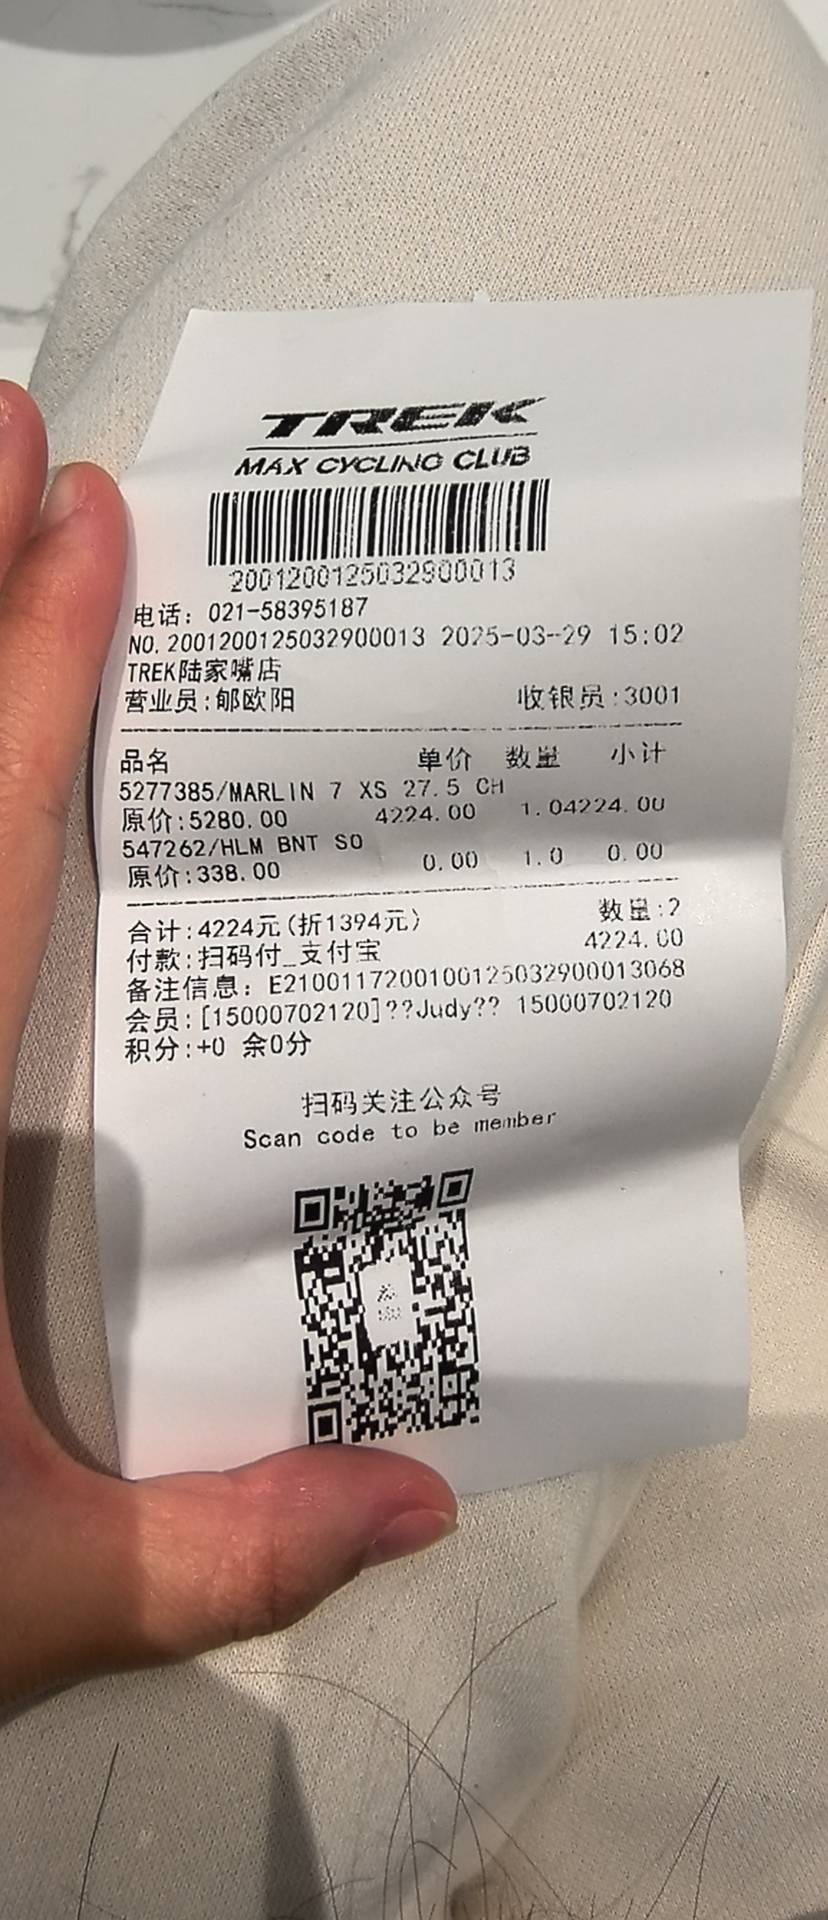 TREK
MAX CYCLING CLUB
2001200125032900013
电话: 021-58395187
NO.2001200125032900013 2025-03-29 15:02
TREK陆家嘴店
营业员:郇欧阳 收银员:3001
品名 单价 数量 小计
5277385/MARLIN 7 XS 27.5 CH
原价:5280.00 4224.00 1.04224.00
547262/HLM BNT SO
原价:338.00 0.00 1.0 0.00
合计:4224元(折1394元) 数量:2
付款:扫码付_支付宝 4224.00
备注信息: E2100117200100125032900013068
会员:[15000702120]??Judy?? 15000702120
积分:+0 余0分
扫码关注公众号
Scan code to be member